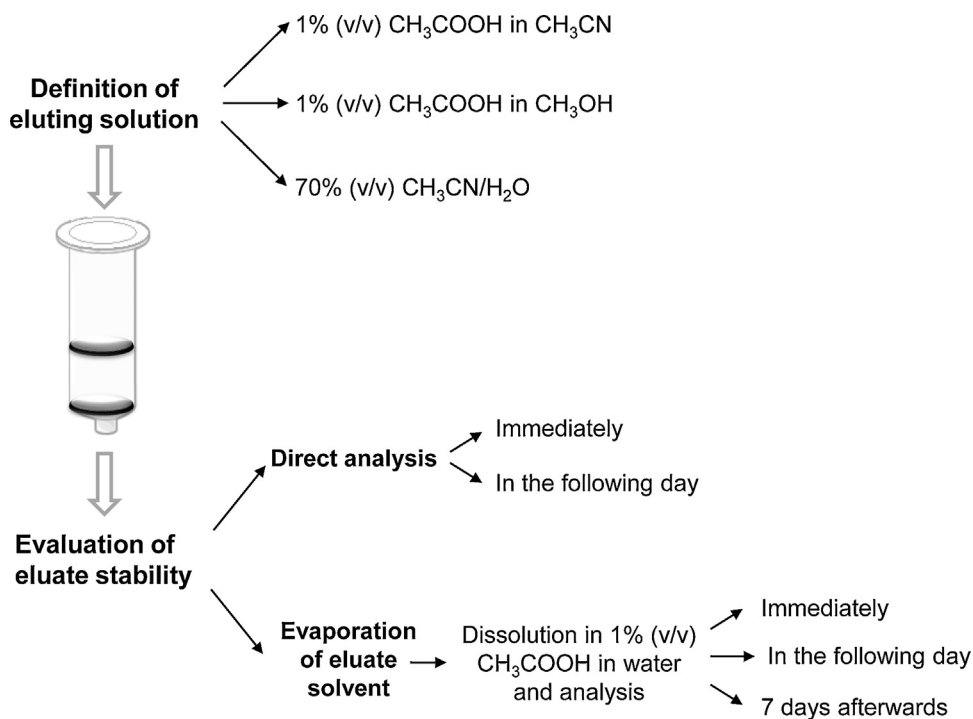 1% (v/v) CH₃COOH in CH₃CN
Definition of
eluting solution
1% (v/v) CH₃COOH in CH₃OH
70% (v/v) CH₃CN/H₂O
Direct analysis
Immediately
In the following day
Evaluation of
eluate stability
Evaporation
of eluate
solvent
Dissolution in 1% (v/v)
CH₃COOH in water
and analysis
Immediately
In the following day
7 days afterwards